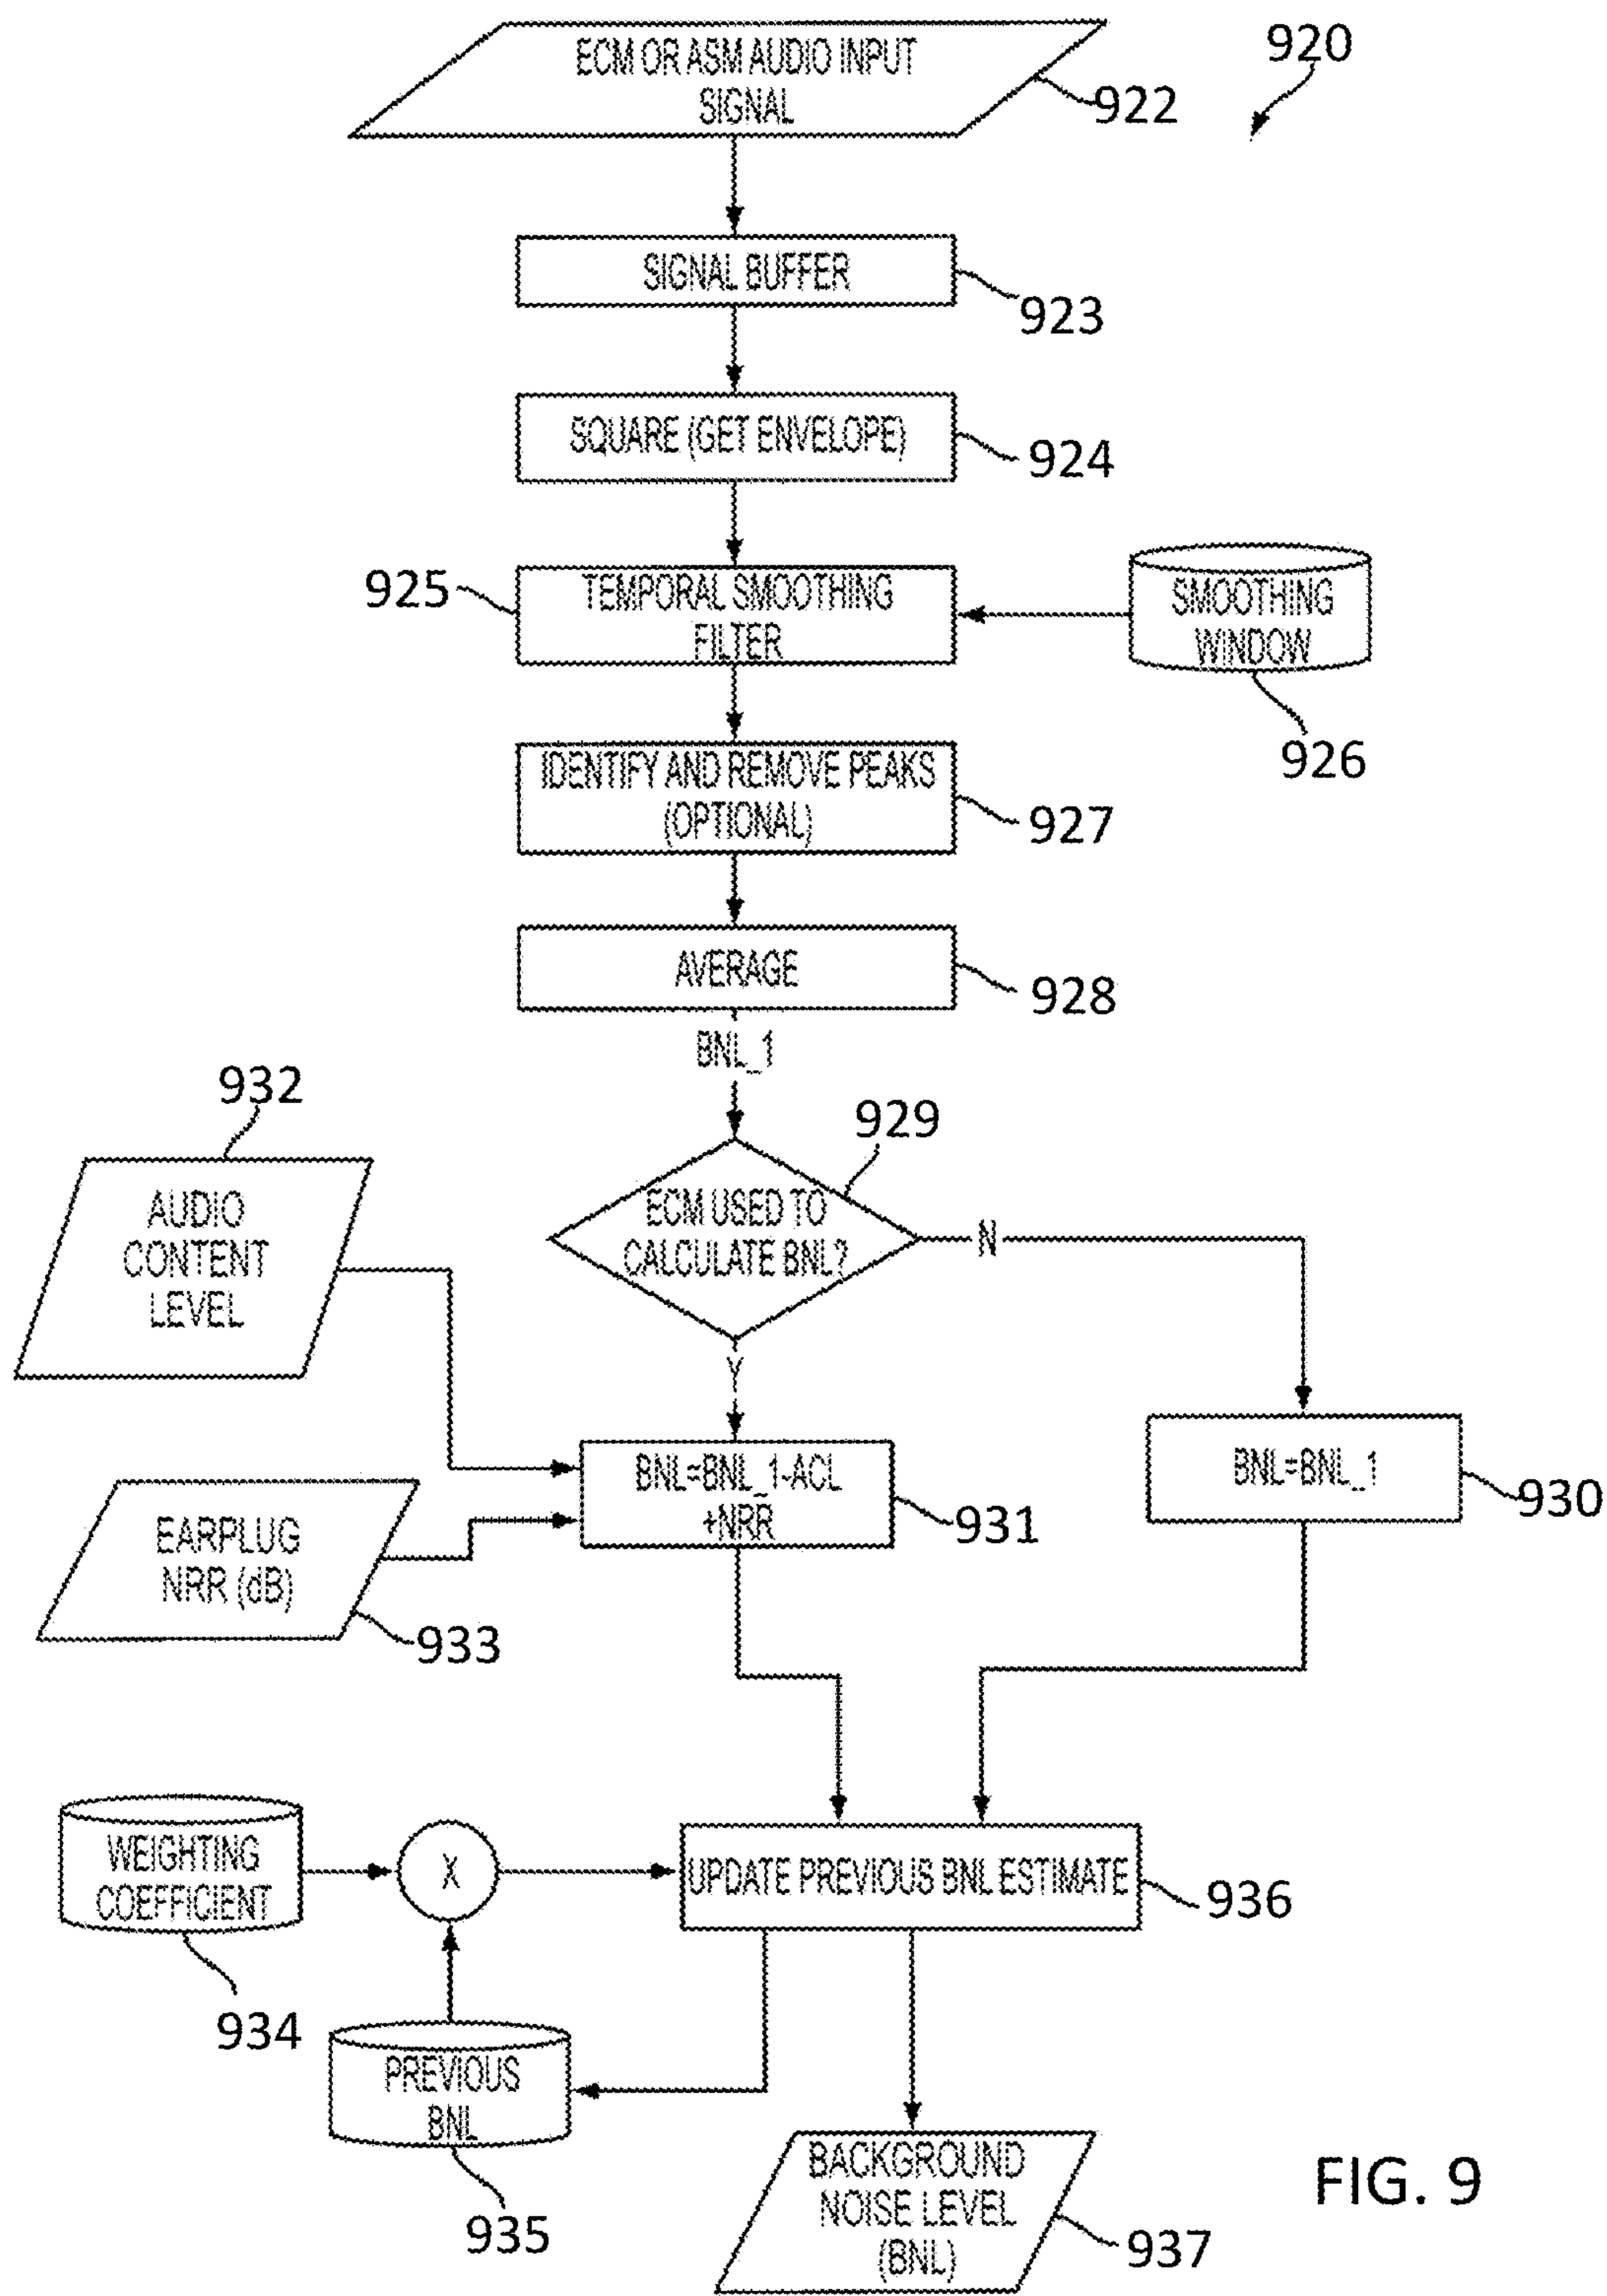 920
ECM OR ASM AUDIO INPUT
SIGNAL
922
SIGNAL BUFFER
923
SQUARE (GET ENVELOPE)
924
925
TEMPORAL SMOOTHING
FILTER
SMOOTHING
WINDOW
926
IDENTIFY AND REMOVE PEAKS
(OPTIONAL)
927
AVERAGE
928
BNL_1
932
929
AUDIO
CONTENT
LEVEL
ECM USED TO
CALCULATE BNL?
N
Y
BNL=BNL_1-ACL
+NRR
931
BNL=BNL_1
930
EARPLUG
NRR (dB)
933
WEIGHTING
COEFFICIENT
934
X
UPDATE PREVIOUS BNL ESTIMATE
936
PREVIOUS
BNL
935
BACKGROUND
NOISE LEVEL
(BNL)
937
FIG. 9